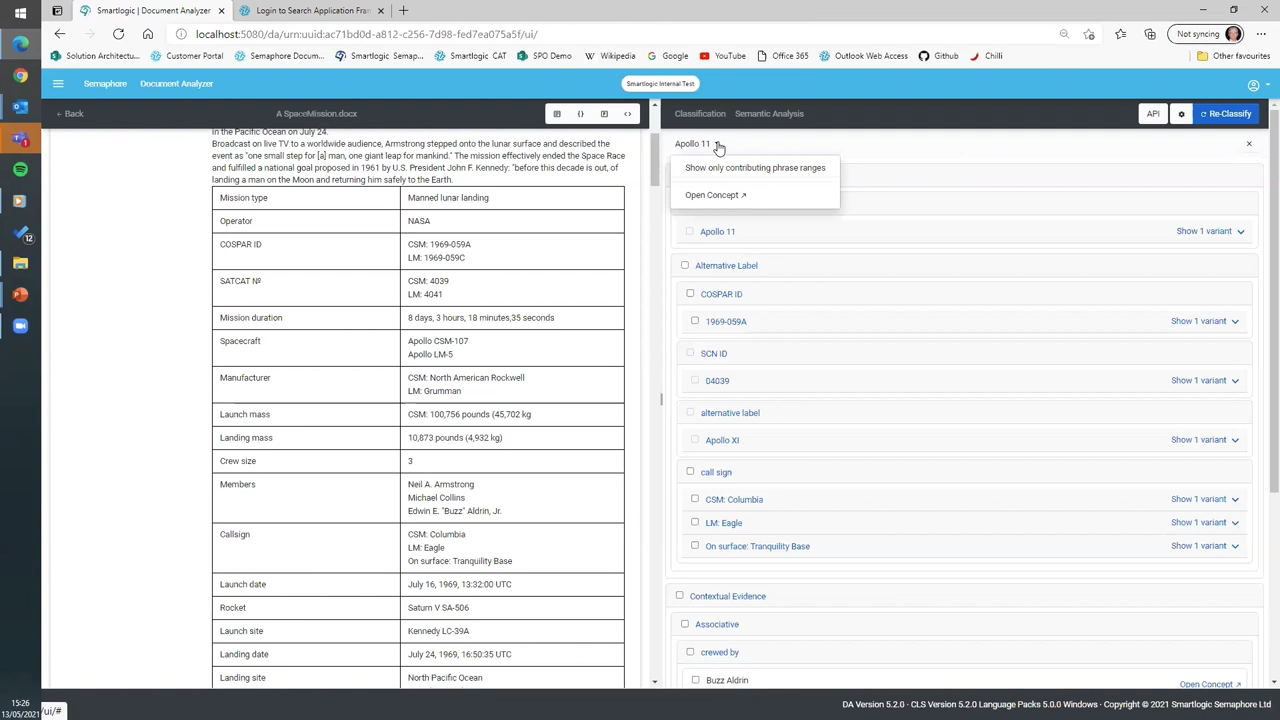 Smartlogic | Document Analyzer
Login to Search Application Fram
localhost:5080/da/urn:uuid:ac71bd0d-a812-c256-7d98-fed7ea075a5f/ui/
Not syncing
Solution Architectu...
Customer Portal
Semaphore Docum...
Smartlogic Semap...
Smartlogic CAT
SPO Demo
Wikipedia
Google
YouTube
Office 365
Outlook Web Access
Github
Chilli
Other favourites
Semaphore
Document Analyzer
Smartlogic Internal Test
← Back
A SpaceMission.docx
Classification
Semantic Analysis
API
Re-Classify
in the Pacific Ocean on July 24.
Broadcast on live TV to a worldwide audience, Armstrong stepped onto the lunar surface and described the
event as "one small step for [a] man, one giant leap for mankind." The mission effectively ended the Space Race
and fulfilled a national goal proposed in 1961 by U.S. President John F. Kennedy: "before this decade is out, of
landing a man on the Moon and returning him safely to the Earth.
Mission type
Manned lunar landing
Operator
NASA
COSPAR ID
CSM: 1969-059A
LM: 1969-059C
SATCAT №
CSM: 4039
LM: 4041
Mission duration
8 days, 3 hours, 18 minutes,35 seconds
Spacecraft
Apollo CSM-107
Apollo LM-5
Manufacturer
CSM: North American Rockwell
LM: Grumman
Launch mass
CSM: 100,756 pounds (45,702 kg
Landing mass
10,873 pounds (4,932 kg)
Crew size
3
Members
Neil A. Armstrong
Michael Collins
Edwin E. "Buzz" Aldrin, Jr.
Callsign
CSM: Columbia
LM: Eagle
On surface: Tranquility Base
Launch date
July 16, 1969, 13:32:00 UTC
Rocket
Saturn V SA-506
Launch site
Kennedy LC-39A
Landing date
July 24, 1969, 16:50:35 UTC
Landing site
North Pacific Ocean
Apollo 11
Show only contributing phrase ranges
Open Concept ↗
Apollo 11
Show 1 variant
Alternative Label
COSPAR ID
1969-059A
Show 1 variant
SCN ID
04039
Show 1 variant
alternative label
Apollo XI
Show 1 variant
call sign
CSM: Columbia
Show 1 variant
LM: Eagle
Show 1 variant
On surface: Tranquility Base
Show 1 variant
Contextual Evidence
Associative
crewed by
Buzz Aldrin
Open Concept ↗
12
15:26
13/05/2021
/ui/#
DA Version 5.2.0 · CLS Version 5.2.0 Language Packs 5.0.0 Windows · Copyright © 2021 Smartlogic Semaphore Ltd